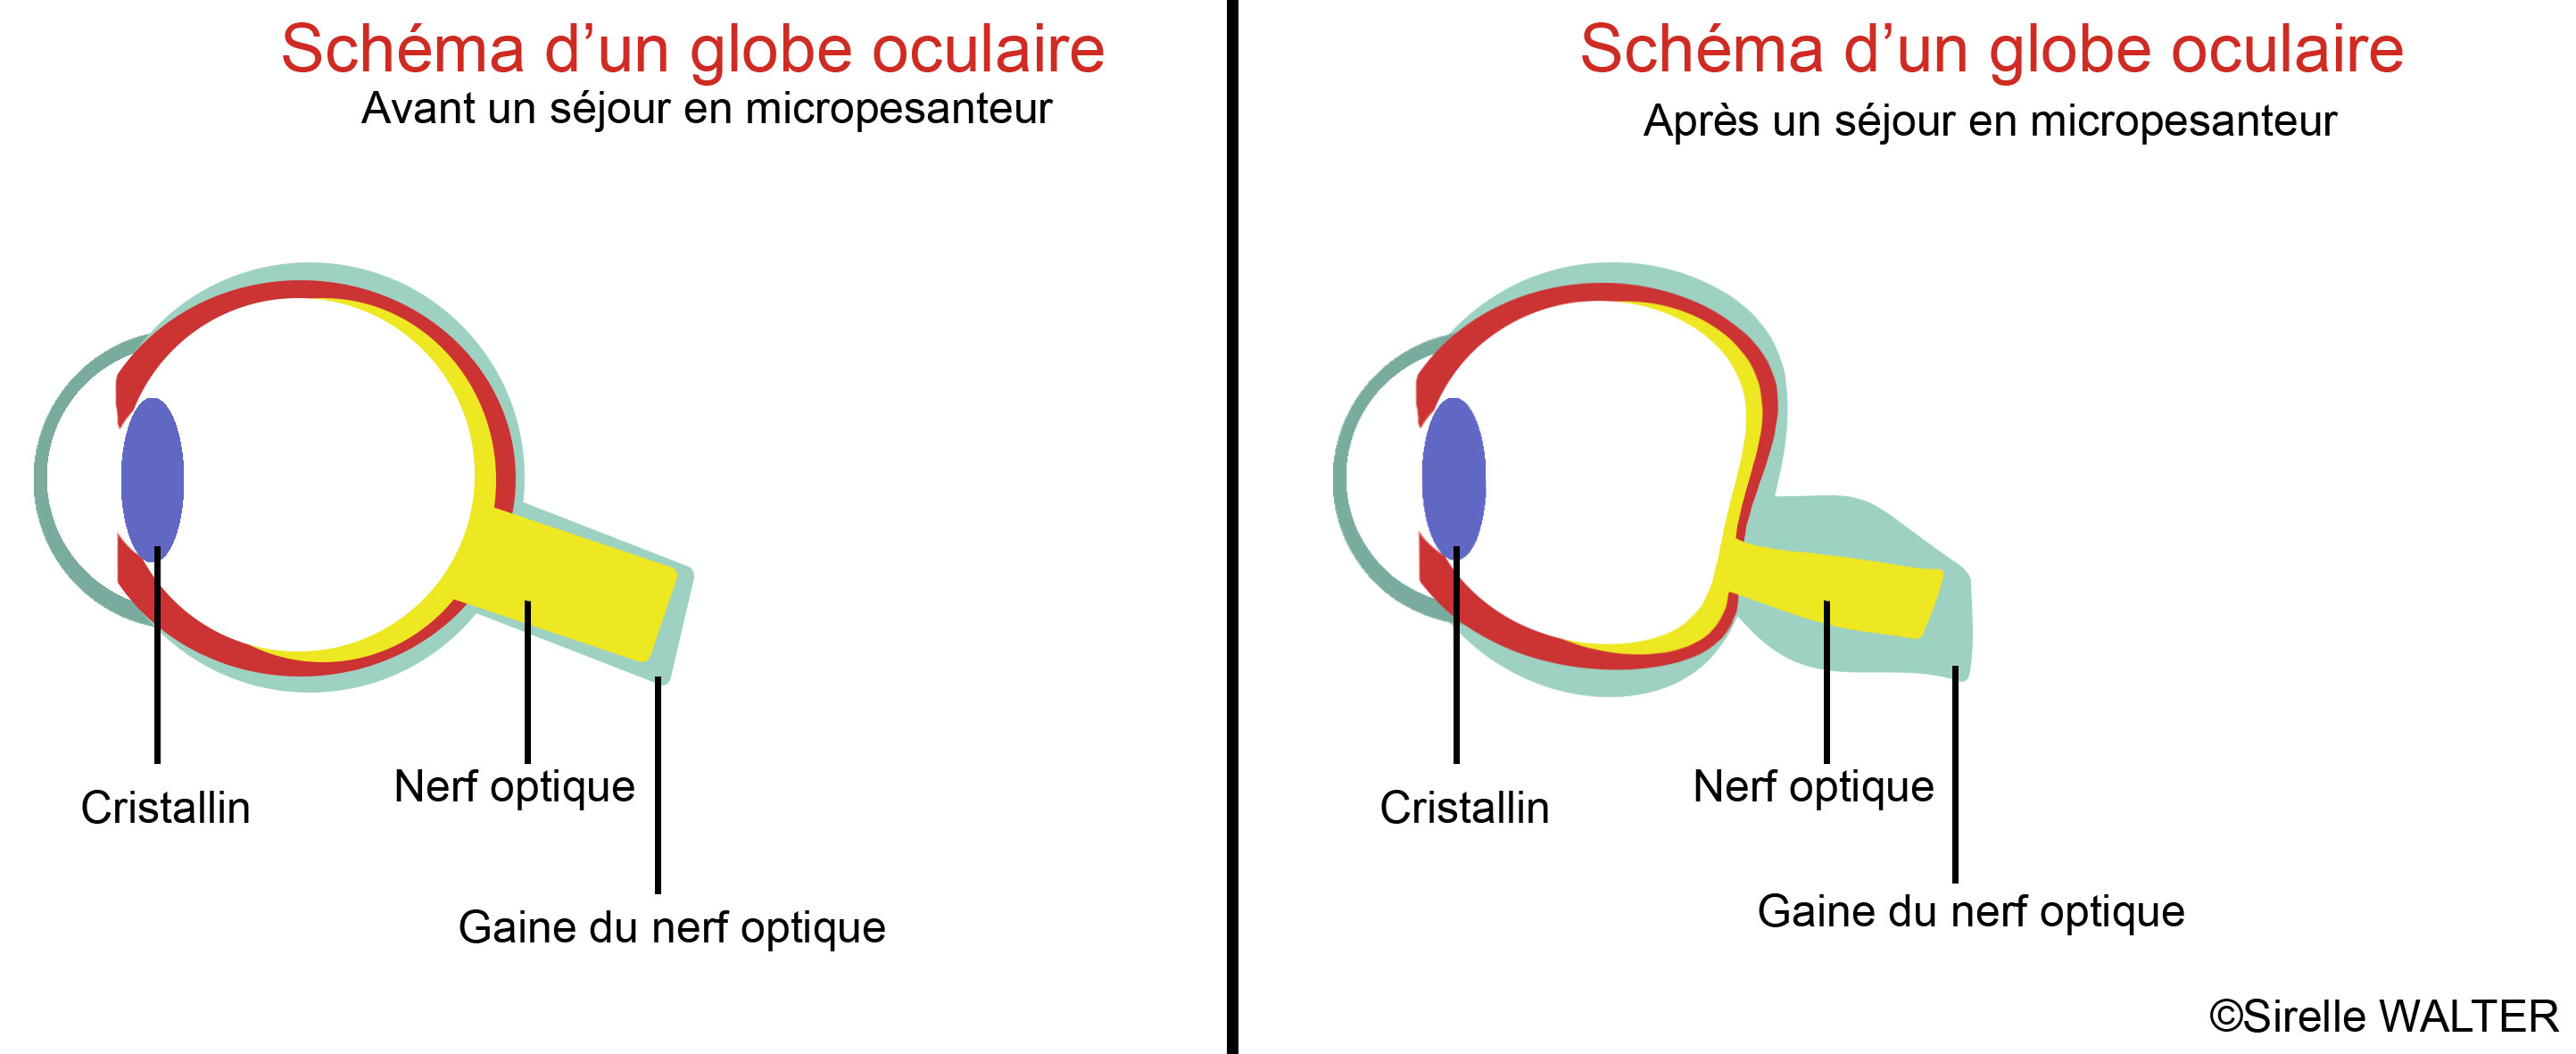 Schéma d’un globe oculaire
Avant un séjour en micropesanteur
Cristallin
Nerf optique
Gaine du nerf optique
Schéma d’un globe oculaire
Après un séjour en micropesanteur
Cristallin
Nerf optique
Gaine du nerf optique
©Sirelle WALTER